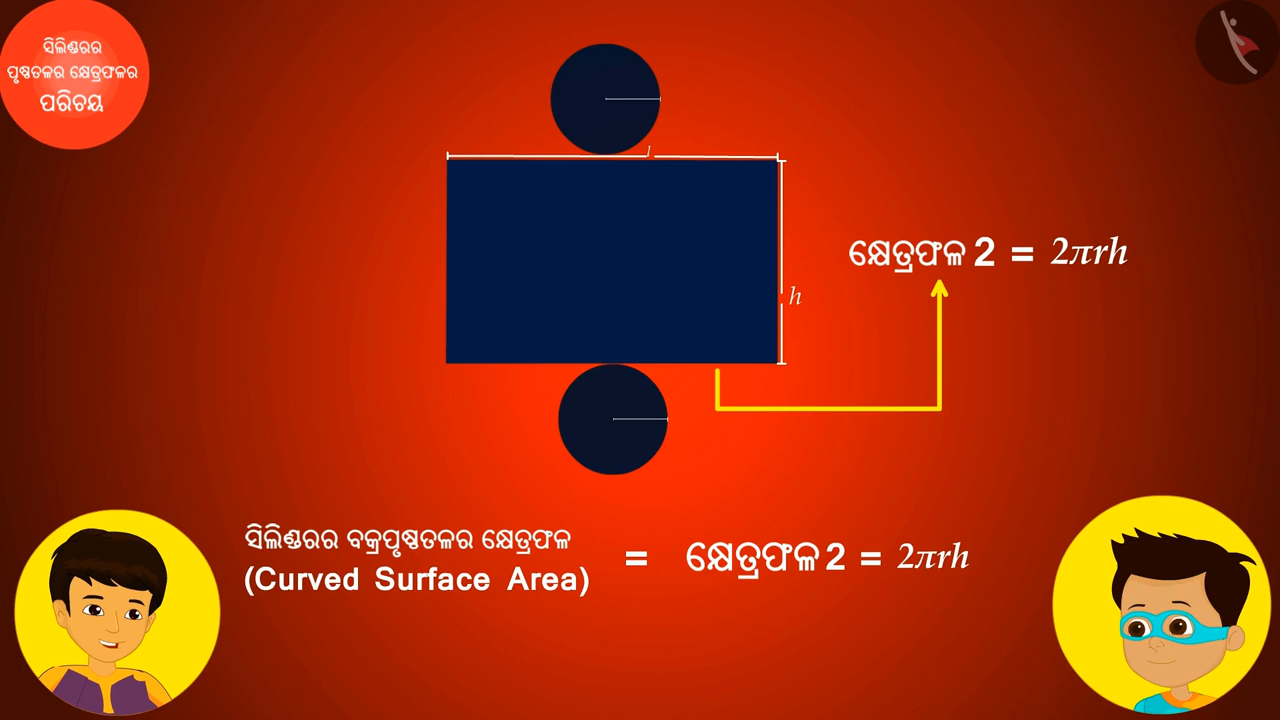 ସିଲିଣ୍ଡରର
ପୃଷ୍ଠତଳର କ୍ଷେତ୍ରଫଳର
ପରିଚୟ
l
h
କ୍ଷେତ୍ରଫଳ 2 = 2πrh
ସିଲିଣ୍ଡରର ବକ୍ରପୃଷ୍ଠତଳର କ୍ଷେତ୍ରଫଳ
(Curved Surface Area) = କ୍ଷେତ୍ରଫଳ 2 = 2πrh